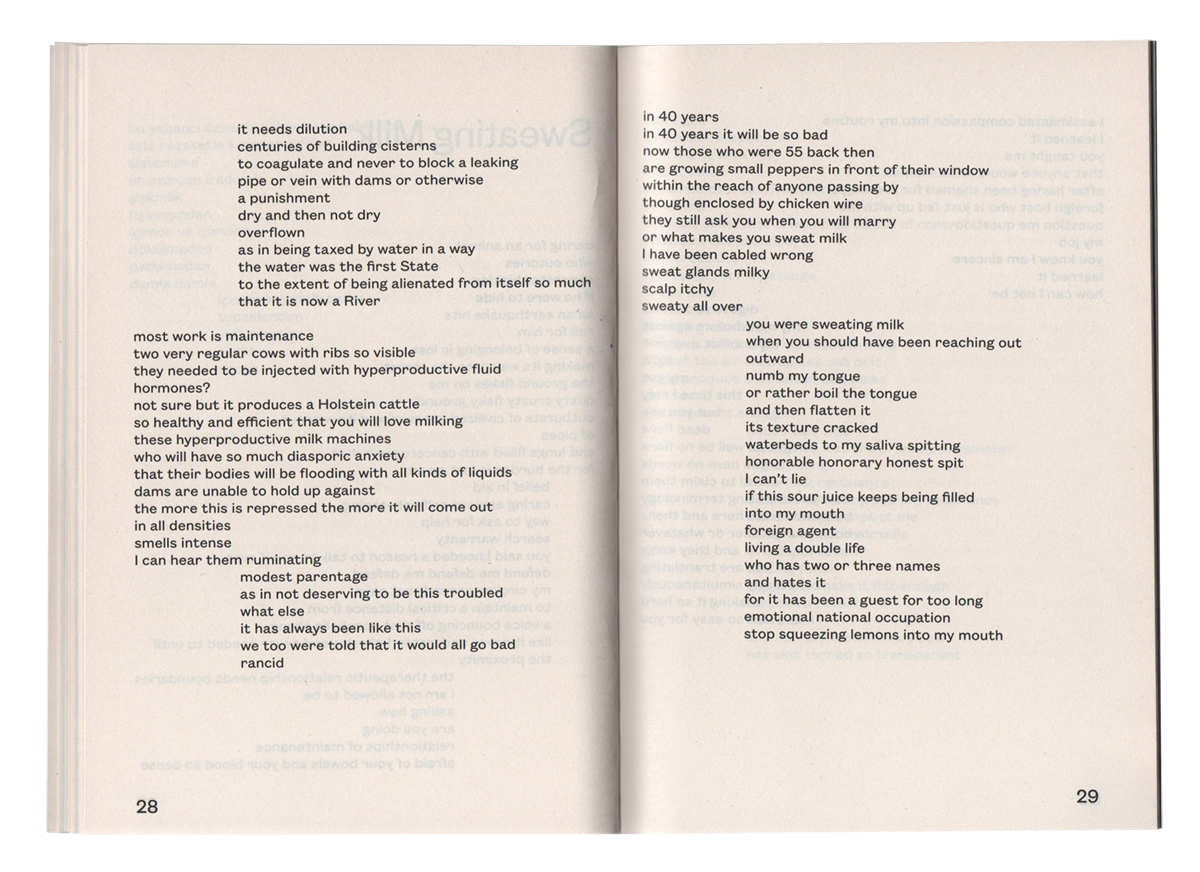 it needs dilution
centuries of building cisterns
to coagulate and never to block a leaking
pipe or vein with dams or otherwise
a punishment
dry and then not dry
overflown
as in being taxed by water in a way
the water was the first State
to the extent of being alienated from itself so much
that it is now a River
most work is maintenance
two very regular cows with ribs so visible
they needed to be injected with hyperproductive fluid
hormones?
not sure but it produces a Holstein cattle
so healthy and efficient that you will love milking
these hyperproductive milk machines
who will have so much diasporic anxiety
that their bodies will be flooding with all kinds of liquids
dams are unable to hold up against
the more this is repressed the more it will come out
in all densities
smells intense
I can hear them ruminating
modest parentage
as in not deserving to be this troubled
what else
it has always been like this
we too were told that it would all go bad
rancid
28
in 40 years
in 40 years it will be so bad
now those who were 55 back then
are growing small peppers in front of their window
within the reach of anyone passing by
though enclosed by chicken wire
they still ask you when you will marry
or what makes you sweat milk
I have been cabled wrong
sweat glands milky
scalp itchy
sweaty all over
you were sweating milk
when you should have been reaching out
outward
numb my tongue
or rather boil the tongue
and then flatten it
its texture cracked
waterbeds to my saliva spitting
honorable honorary honest spit
I can't lie
if this sour juice keeps being filled
into my mouth
foreign agent
living a double life
who has two or three names
and hates it
for it has been a guest for too long
emotional national occupation
stop squeezing lemons into my mouth
29